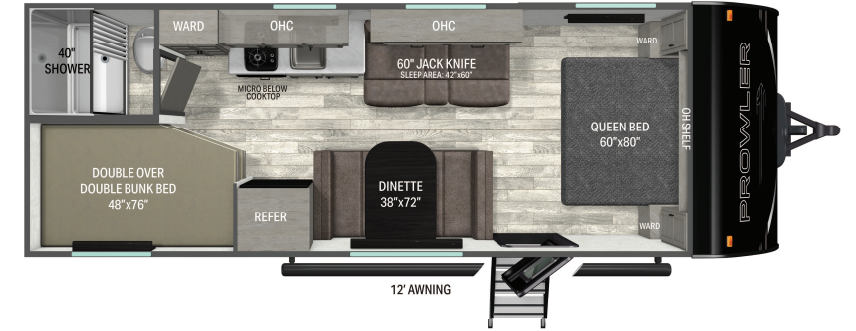 WARD
OHC
OHC
40"
SHOWER
60" JACK KNIFE
SLEEP AREA: 42"x60"
WARD
MICRO BELOW
COOKTOP
QUEEN BED
60"x80"
OH SHELF
PROWLER
DOUBLE OVER
DOUBLE BUNK BED
48"x76"
DINETTE
38"x72"
REFER
WARD
12' AWNING